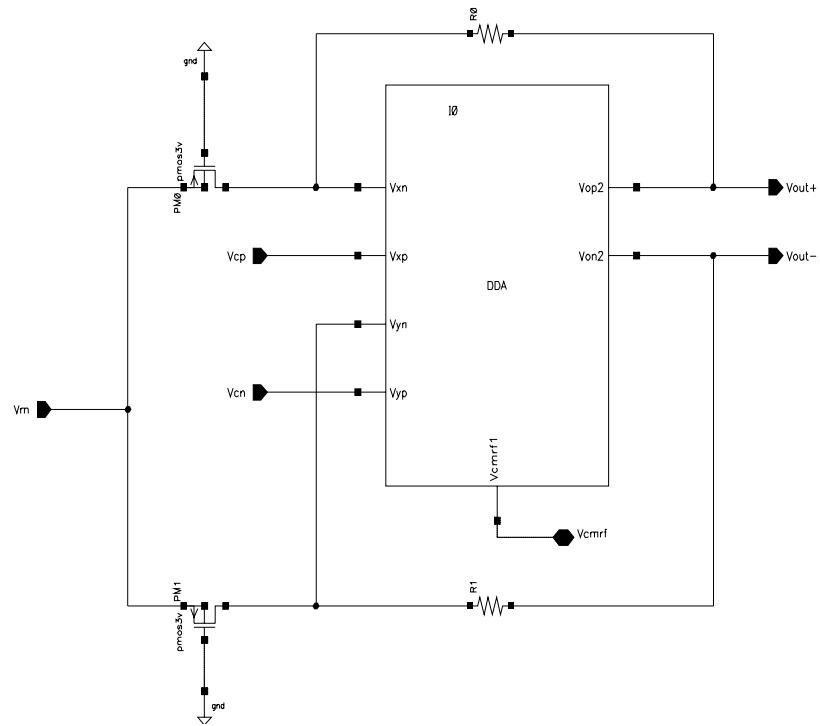 R0
gnd
I0
pmos3v
Vxn
Vop2
Vout+
PM0
Vcp
Vxp
Von2
Vout-
DDA
Vyn
Vcn
Vyp
Vrn
Vcmrf1
Vcmrf
PM1
R1
pmos3v
gnd